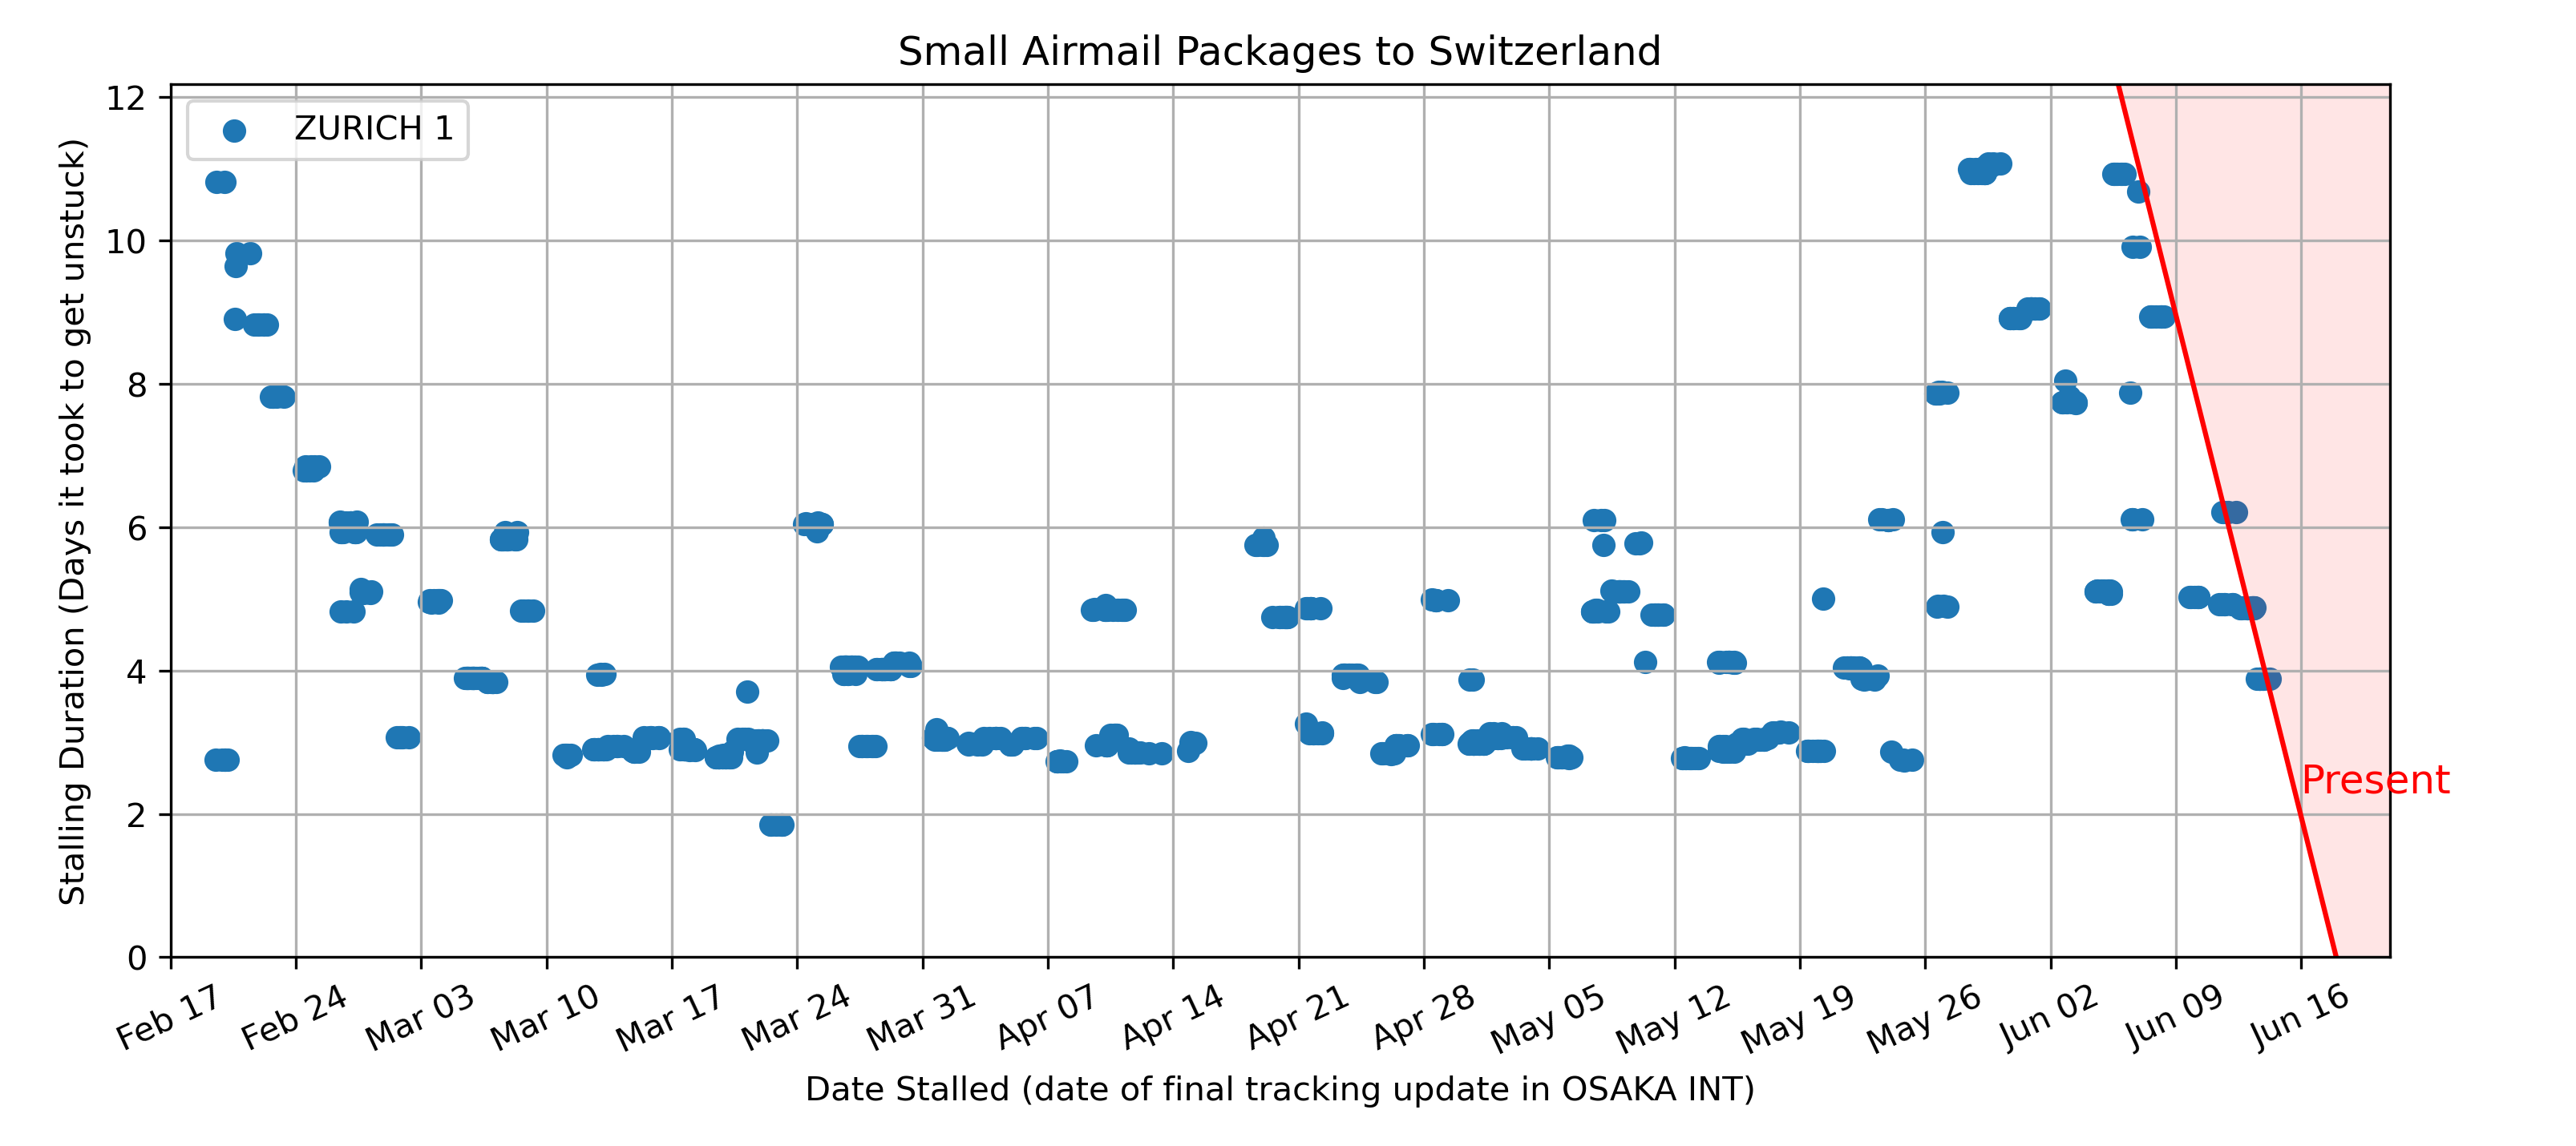 Small Airmail Packages to Switzerland
ZURICH 1
Stalling Duration (Days it took to get unstuck)
12
10
8
6
4
2
0
Present
Feb 17
Feb 24
Mar 03
Mar 10
Mar 17
Mar 24
Mar 31
Apr 07
Apr 14
Apr 21
Apr 28
May 05
May 12
May 19
May 26
Jun 02
Jun 09
Jun 16
Date Stalled (date of final tracking update in OSAKA INT)